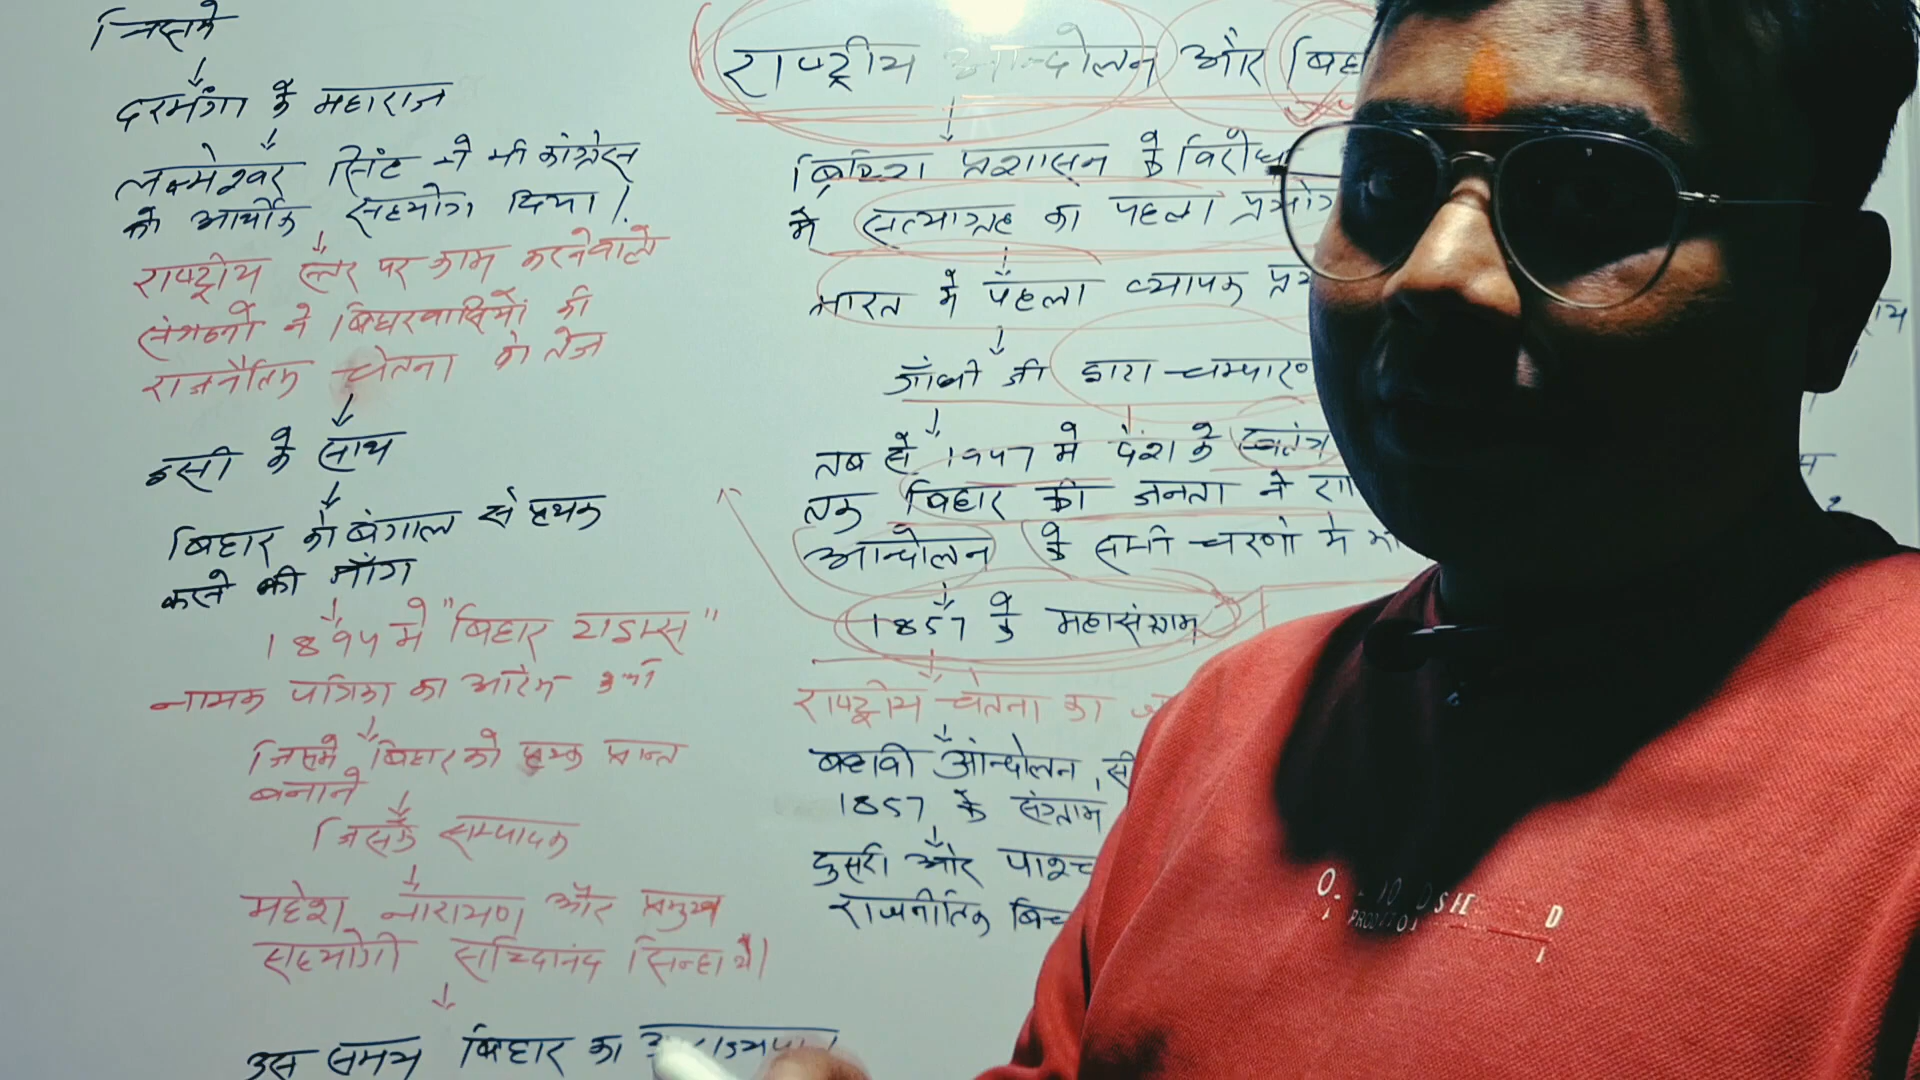 जिसमे
दरभंगा के महाराज
लक्ष्मेश्वर सिंह ने भी कांग्रेस
को आर्थीक सहयोग दिया।
राष्ट्रीय स्तर पर काम करनेवाले
संगठनों ने बिहारवासियों की
राजनैतिक चेतना को तेज
इसी के साथ
बिहार को बंगाल से पृथक
करने की माँग
1894 मे "बिहार टाइम्स"
नामक पत्रिका का आरंभ
जिसमे बिहार को पृथक प्रान्त
बनाने
जिसके सम्पादक
महेश नारायण और प्रमुख
सहयोगी सच्चिदानंद सिन्हा थे।
उस समय बिहार का
राष्ट्रीय आन्दोलन और
ब्रिटिश प्रशासन के विरोध
मे सत्याग्रह का पहला प्रयोग
भारत मे पहला व्यापक
गाँधी जी द्वारा चम्पारण
तब से 1947 मे देश के स्वतंत्र
तक बिहार की जनता ने
आन्दोलन के सभी चरणों मे
1857 के महासंग्राम
राष्ट्रीय चेतना का
बहावी आंन्दोलन,
1857 के संग्राम
दुसरी और
राजनीतिक